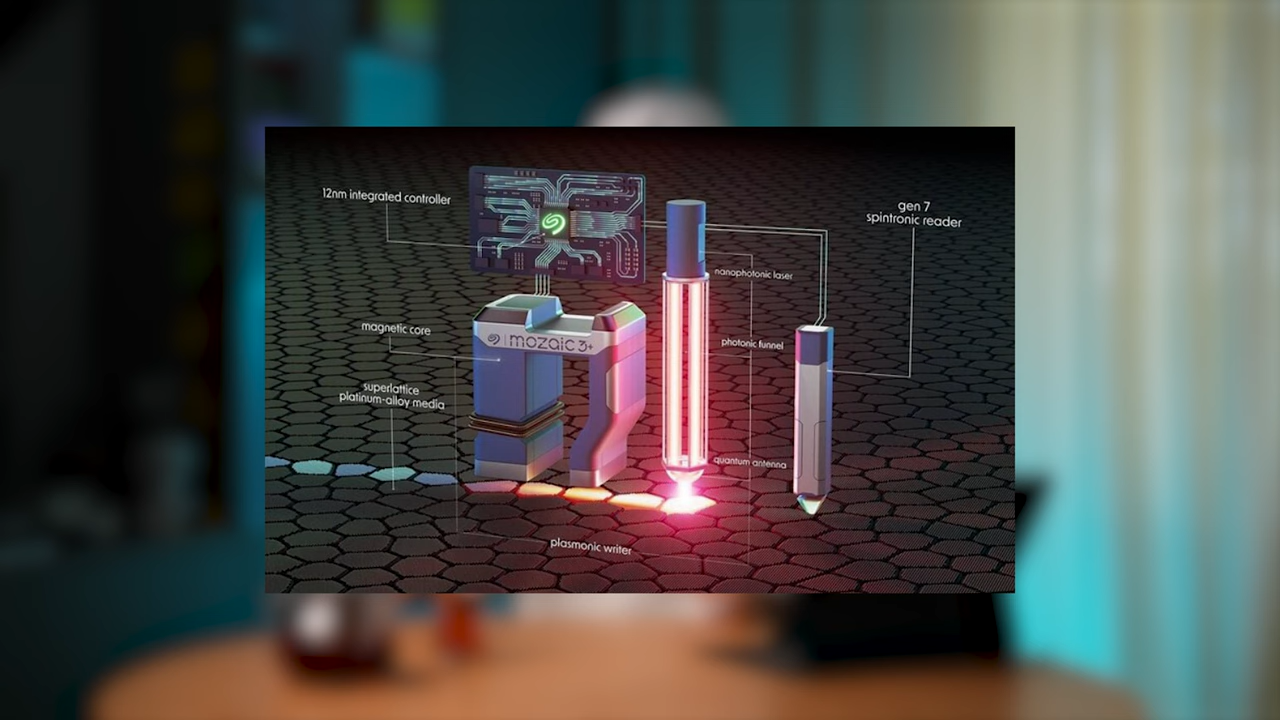 12nm integrated controller
gen 7
spintronic reader
nanophotonic laser
magnetic core
mozaic 3+
photonic funnel
superlattice
platinum-alloy media
quantum antenna
plasmonic writer